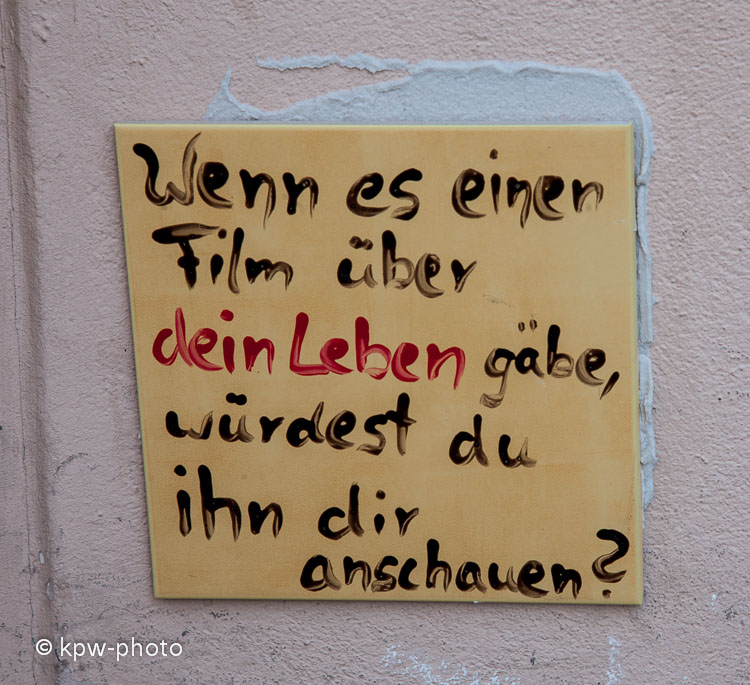 Wenn es einen
Film über
dein Leben gäbe,
würdest du
ihn dir
anschauen?
© kpw-photo